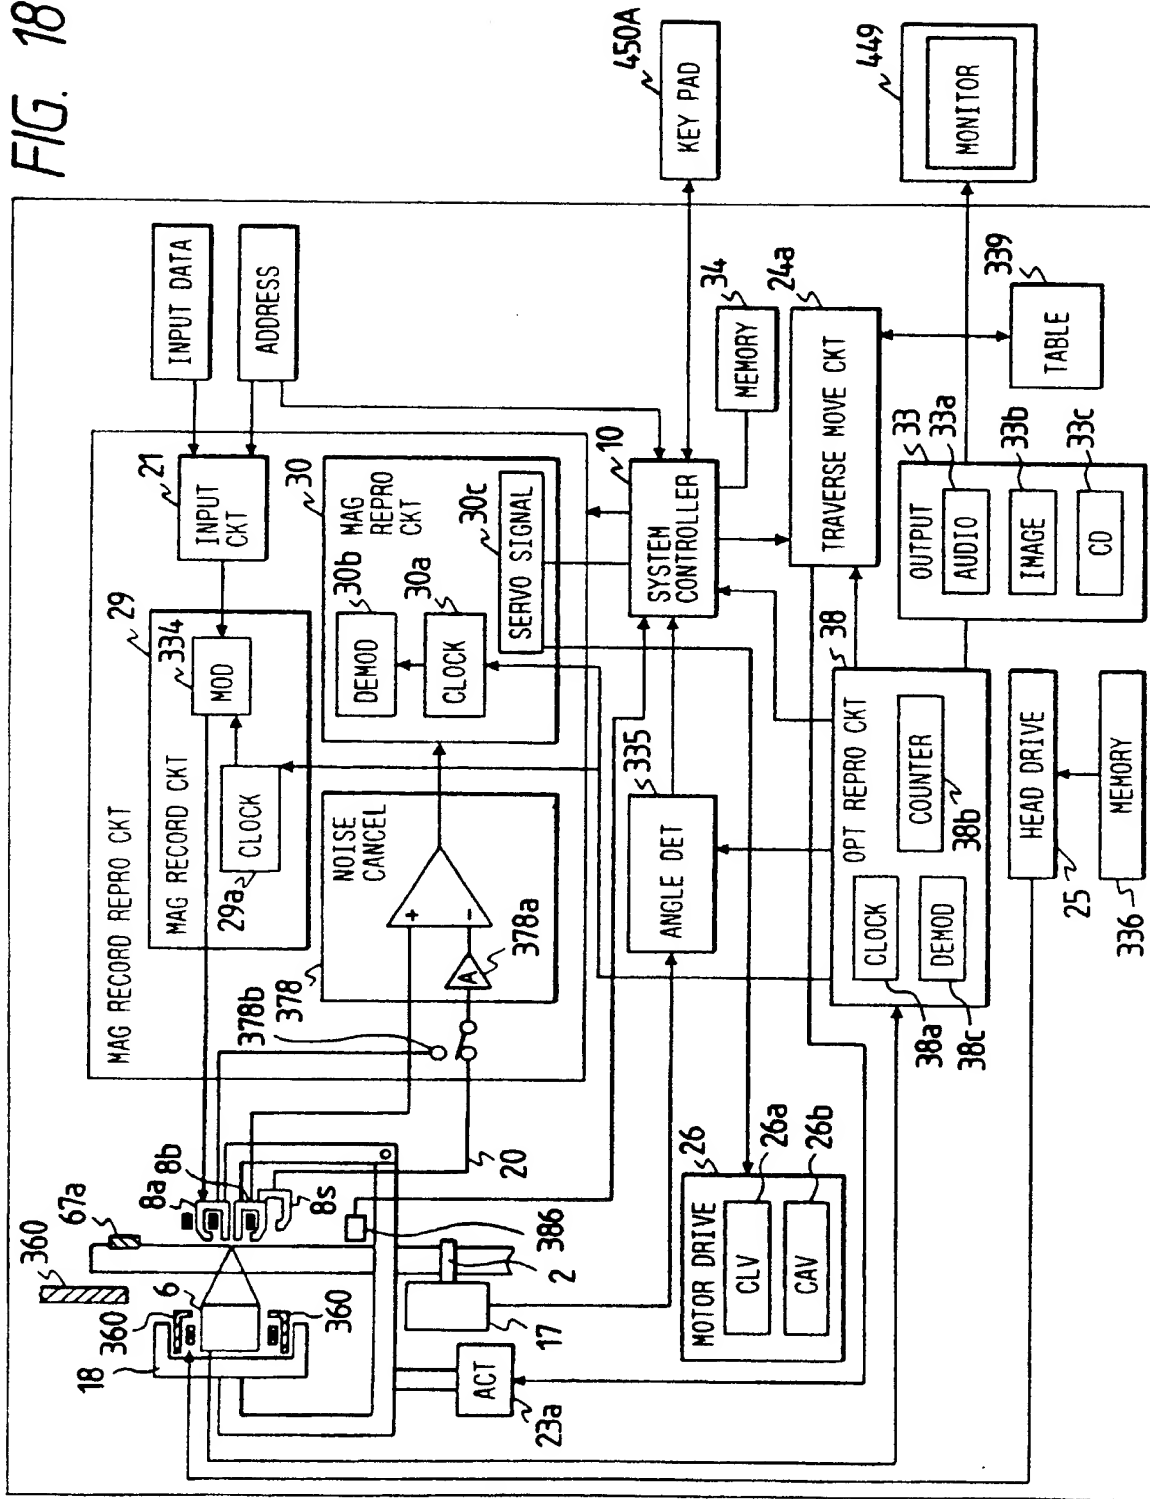 FIG. 18
MAG RECORD REPRO CKT
29
MAG RECORD CKT
334
MOD
CLOCK
29a
21
INPUT
CKT
INPUT DATA
ADDRESS
378
NOISE
CANCEL
+
-
A
378a
378b
30
MAG
REPRO
CKT
30b
DEMOD
30a
CLOCK
30c
SERVO SIGNAL
360
67a
8a
8b
8s
20
6
360
360
18
386
2
17
ACT
23a
10
SYSTEM
CONTROLLER
450A
KEY PAD
34
MEMORY
335
ANGLE DET
24a
TRAVERSE MOVE CKT
449
MONITOR
339
TABLE
26
MOTOR DRIVE
26a
CLV
26b
CAV
38
OPT REPRO CKT
CLOCK
38a
DEMOD
38c
COUNTER
38b
33
OUTPUT
33a
AUDIO
33b
IMAGE
33c
CD
HEAD DRIVE
25
MEMORY
336